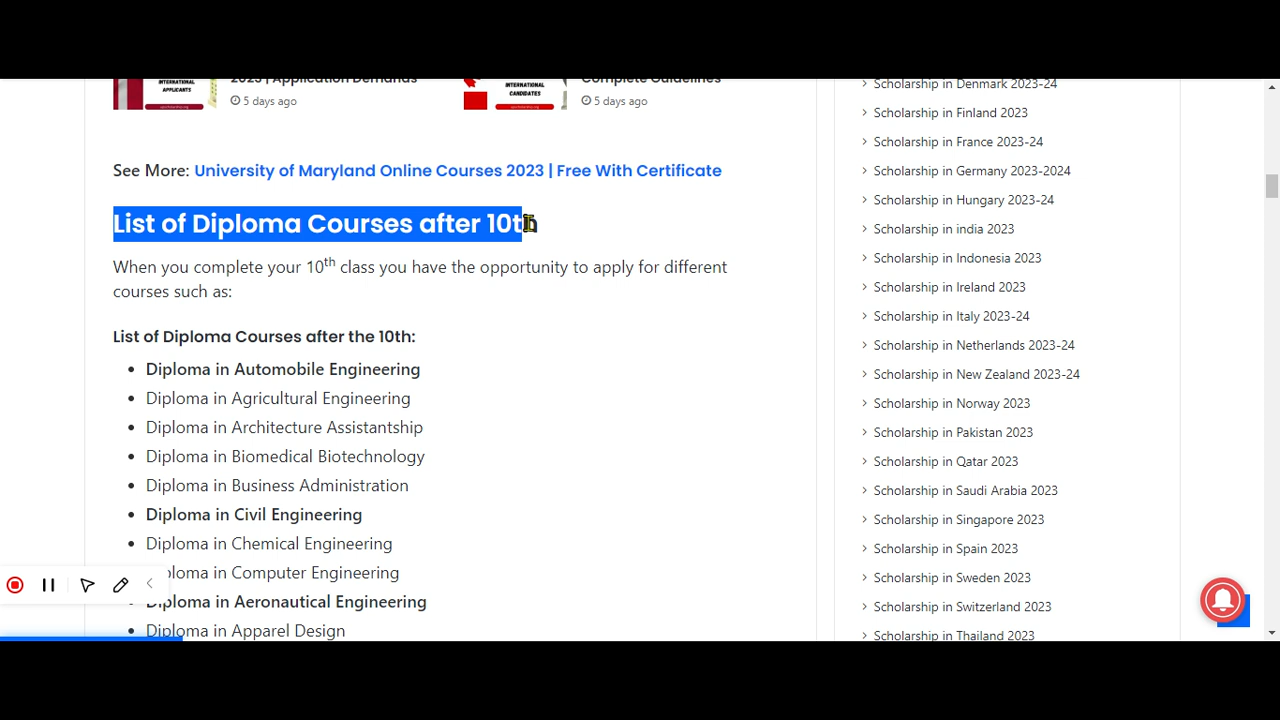 INTERNATIONAL
APPLICANTS
2023 | Application Demands
5 days ago
INTERNATIONAL
CANDIDATES
Complete Guidelines
5 days ago
See More: University of Maryland Online Courses 2023 | Free With Certificate
List of Diploma Courses after 10th
When you complete your 10th class you have the opportunity to apply for different
courses such as:
List of Diploma Courses after the 10th:
• Diploma in Automobile Engineering
• Diploma in Agricultural Engineering
• Diploma in Architecture Assistantship
• Diploma in Biomedical Biotechnology
• Diploma in Business Administration
• Diploma in Civil Engineering
• Diploma in Chemical Engineering
ploma in Computer Engineering
• Diploma in Aeronautical Engineering
• Diploma in Apparel Design
Scholarship in Denmark 2023-24
Scholarship in Finland 2023
Scholarship in France 2023-24
Scholarship in Germany 2023-2024
Scholarship in Hungary 2023-24
Scholarship in india 2023
Scholarship in Indonesia 2023
Scholarship in Ireland 2023
Scholarship in Italy 2023-24
Scholarship in Netherlands 2023-24
Scholarship in New Zealand 2023-24
Scholarship in Norway 2023
Scholarship in Pakistan 2023
Scholarship in Qatar 2023
Scholarship in Saudi Arabia 2023
Scholarship in Singapore 2023
Scholarship in Spain 2023
Scholarship in Sweden 2023
Scholarship in Switzerland 2023
Scholarship in Thailand 2023